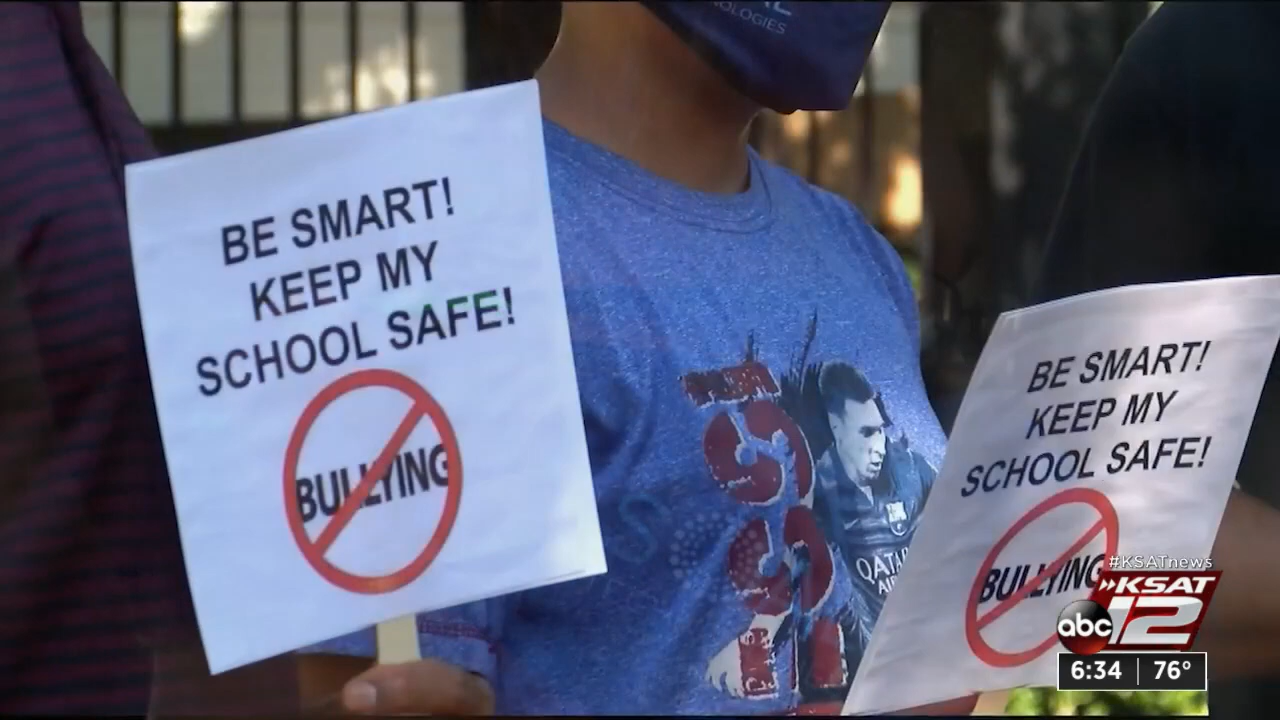 OLOGIES
BE SMART!
KEEP MY
SCHOOL SAFE!
BULLYING
QATAR
BE SMART!
KEEP MY
SCHOOL SAFE!
BULLYING
#KSATnews
»KSAT
abc 12
6:34 76°